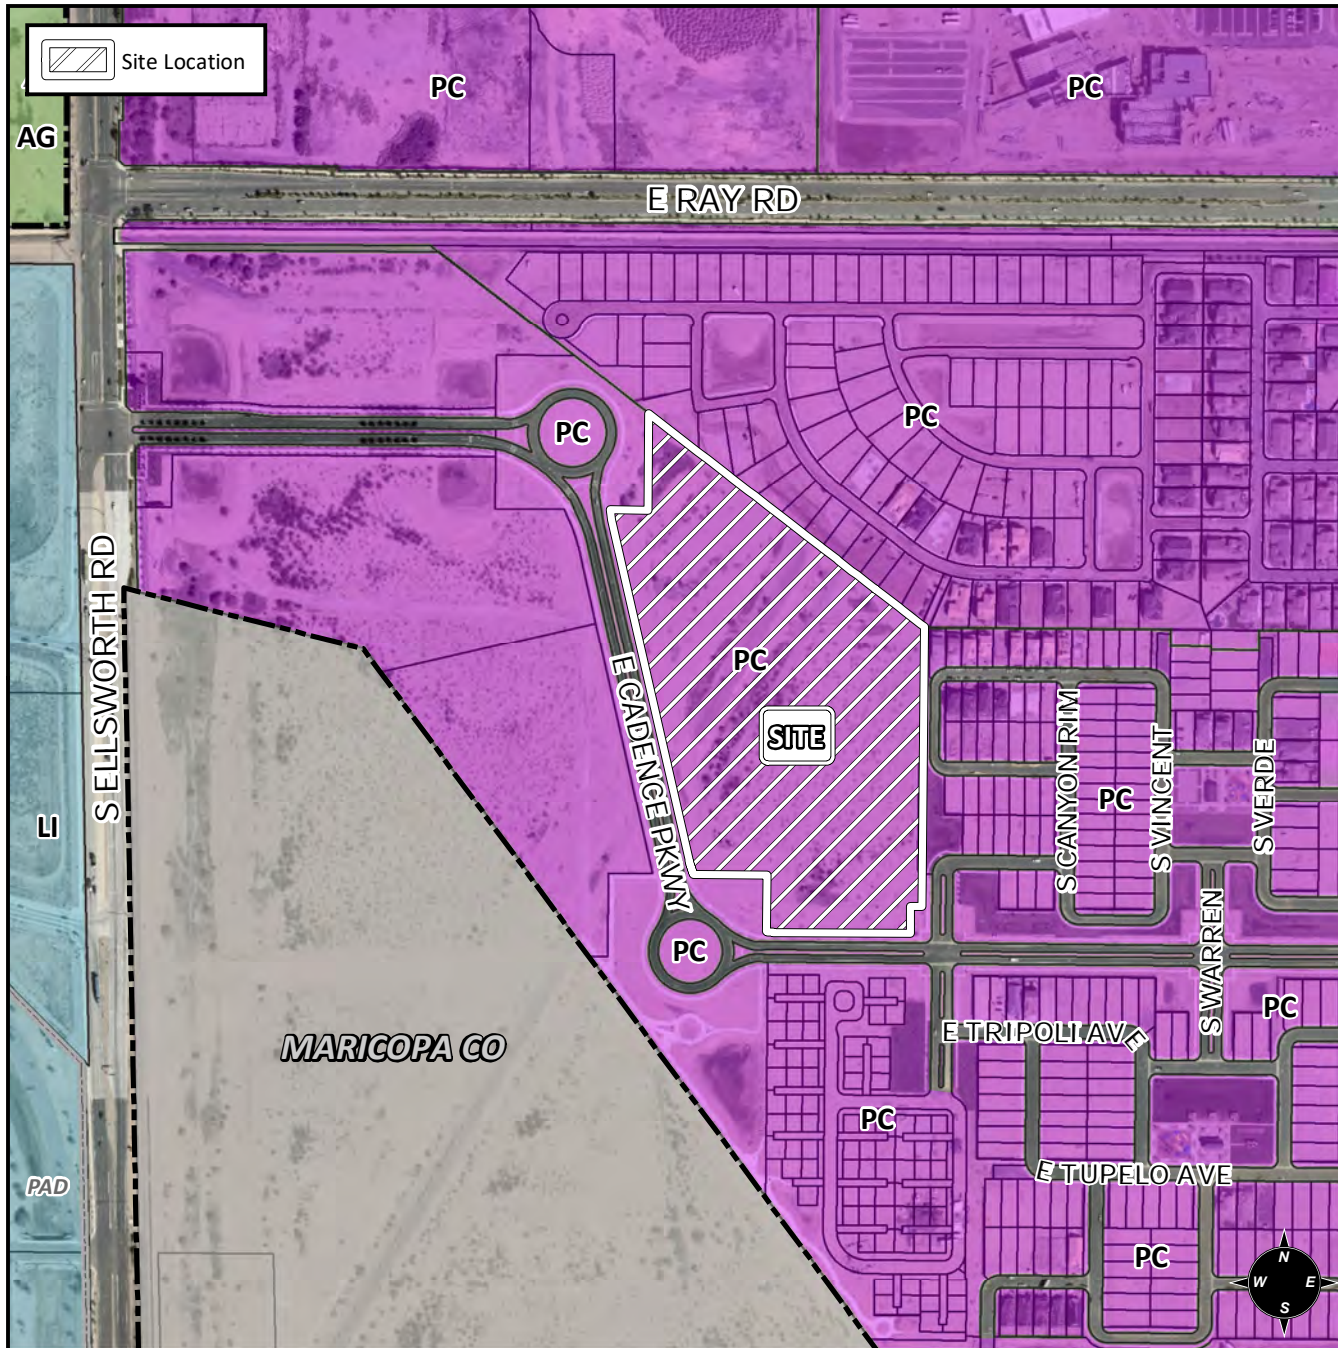 Site Location
PC
PC
AG
E RAY RD
PC
PC
S ELLSWORTH RD
E CADENCE PKWY
PC
SITE
S CANYON RIM
PC
S VINCENT
S VERDE
LI
PC
S WARREN
PC
MARICOPA CO
E TRIPOLI AVE
PC
E TUPELO AVE
PAD
PC
N
W E
S